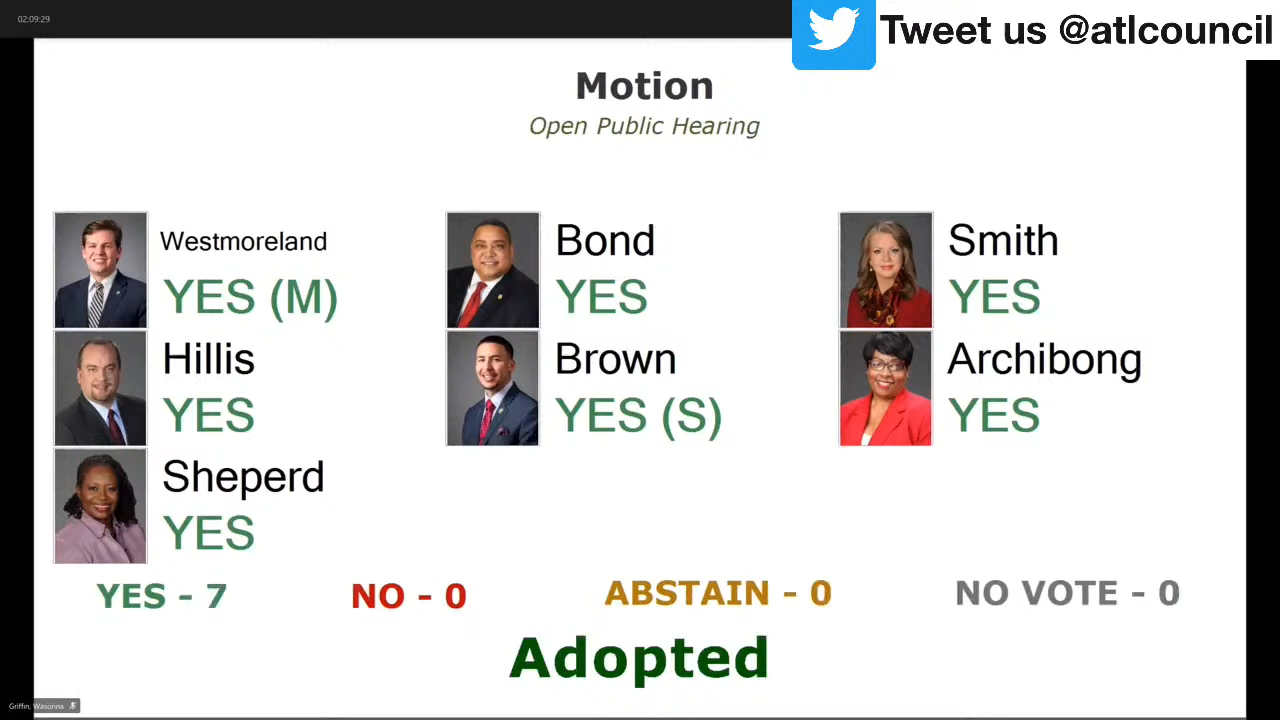 02:09:29
Tweet us @atlcouncil
Motion
Open Public Hearing
Westmoreland
YES (M)
Bond
YES
Smith
YES
Hillis
YES
Brown
YES (S)
Archibong
YES
Sheperd
YES
YES - 7
NO - 0
ABSTAIN - 0
NO VOTE - 0
Adopted
Griffin, Wasonna